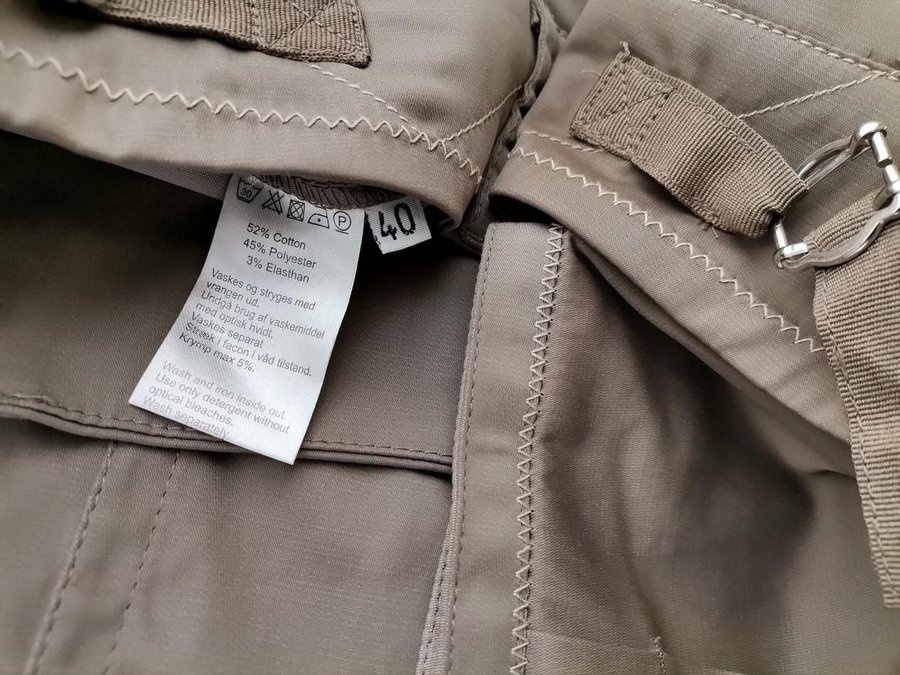 30 P
40
52% Cotton
45% Polyester
3% Elasthan
Vaskes og stryges med
vrangen ud.
Undgå brug af vaskemiddel
med optisk hvidt.
Vaskes separat
Stræk i facon i våd tilstand.
Krymp max 5%.
Wash and iron inside out.
Use only detergent without
optical bleaches.
Wash separately.